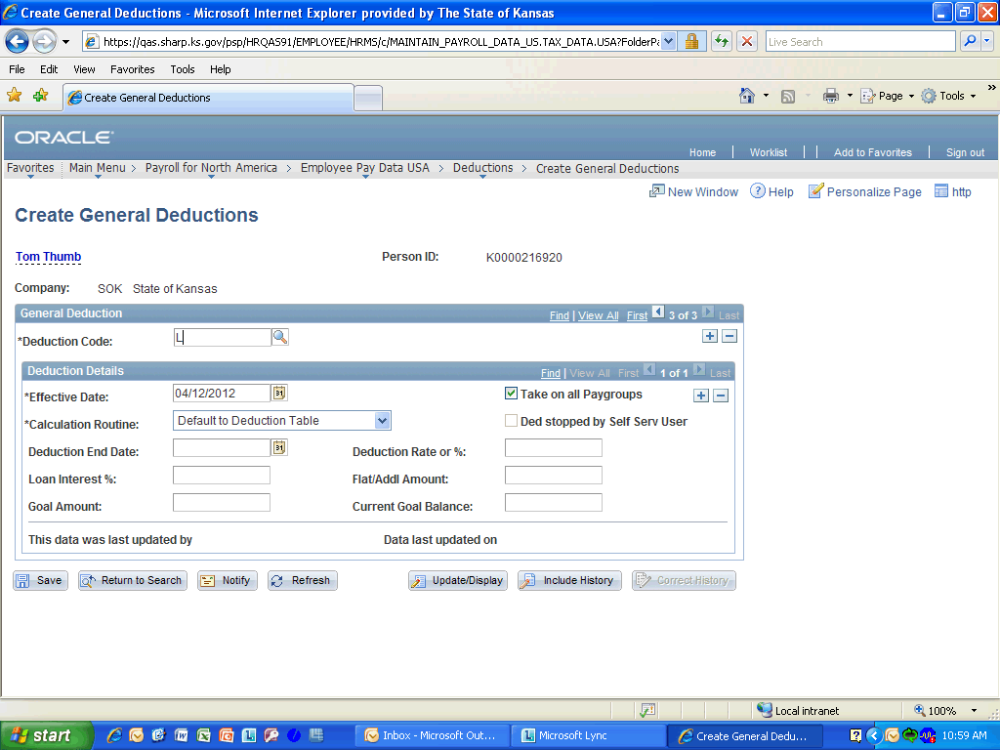 Create General Deductions - Microsoft Internet Explorer provided by The State of Kansas
https://qas.sharp.ks.gov/psp/HRQAS91/EMPLOYEE/HRMS/c/MAINTAIN_PAYROLL_DATA_US.TAX_DATA.USA?FolderPa
Live Search
File Edit View Favorites Tools Help
Create General Deductions
Page Tools »
ORACLE
Home Worklist Add to Favorites Sign out
Favorites Main Menu > Payroll for North America > Employee Pay Data USA > Deductions > Create General Deductions
New Window Help Personalize Page http
Create General Deductions
Tom Thumb Person ID: K0000216920
Company: SOK State of Kansas
General Deduction Find | View All First 3 of 3 Last
*Deduction Code: L
Deduction Details Find | View All First 1 of 1 Last
*Effective Date: 04/12/2012 31 Take on all Paygroups
*Calculation Routine: Default to Deduction Table Ded stopped by Self Serv User
Deduction End Date: 31 Deduction Rate or %:
Loan Interest %: Flat/Addl Amount:
Goal Amount: Current Goal Balance:
This data was last updated by Data last updated on
Save Return to Search Notify Refresh Update/Display Include History Correct History
Local intranet 100%
start Inbox - Microsoft Out... Microsoft Lync Create General Dedu... 10:59 AM